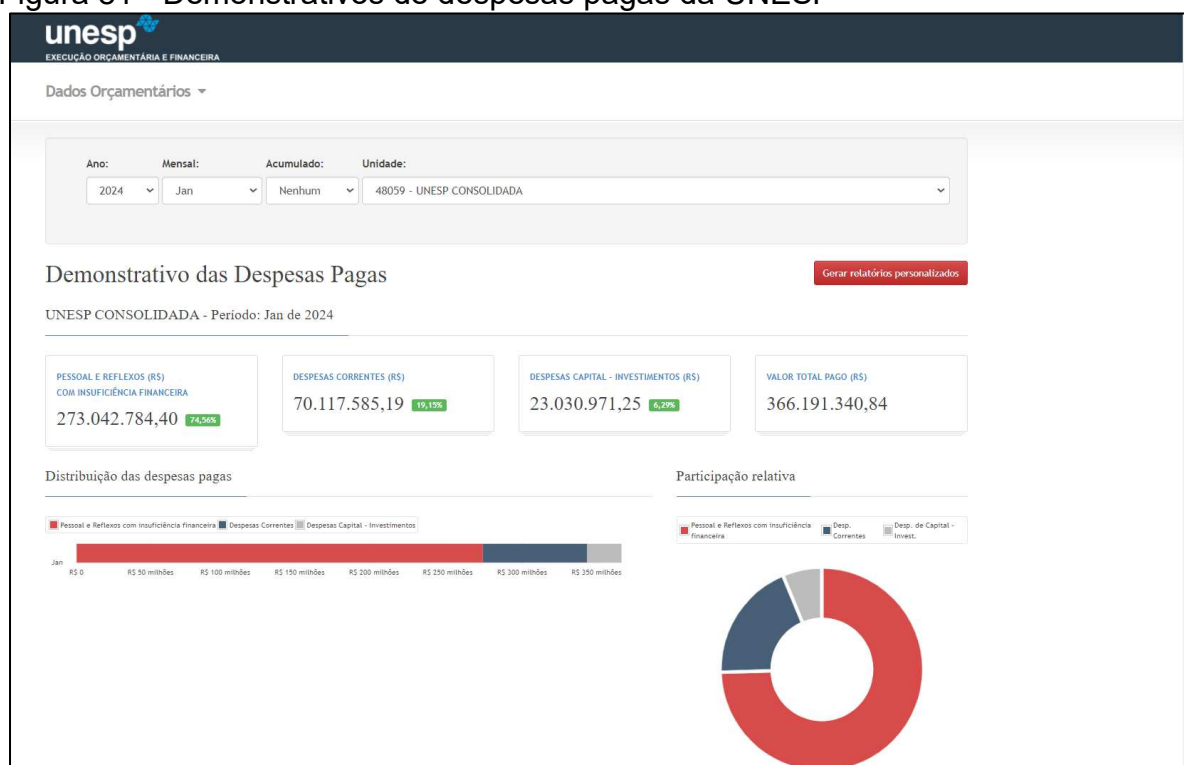 Figura 31 - Demonstrativos de despesas pagas da UNESP
unesp
EXECUÇÃO ORÇAMENTÁRIA E FINANCEIRA
Dados Orçamentários
Ano: Mensal: Acumulado: Unidade:
2024 Jan Nenhum 48059 - UNESP CONSOLIDADA
Demonstrativo das Despesas Pagas
Gerar relatórios personalizados
UNESP CONSOLIDADA - Período: Jan de 2024
PESSOAL E REFLEXOS (R$)
COM INSUFICIÊNCIA FINANCEIRA
273.042.784,40 74,56%
DESPESAS CORRENTES (R$)
70.117.585,19 19,15%
DESPESAS CAPITAL - INVESTIMENTOS (R$)
23.030.971,25 6,29%
VALOR TOTAL PAGO (R$)
366.191.340,84
Distribuição das despesas pagas
Pessoal e Reflexos com insuficiência financeira Despesas Correntes Despesas Capital - Investimentos
Jan
R$ 0 R$ 50 milhões R$ 100 milhões R$ 150 milhões R$ 200 milhões R$ 250 milhões R$ 300 milhões R$ 350 milhões
Participação relativa
Pessoal e Reflexos com insuficiência
financeira
Desp.
Correntes
Desp. de Capital -
Invest.